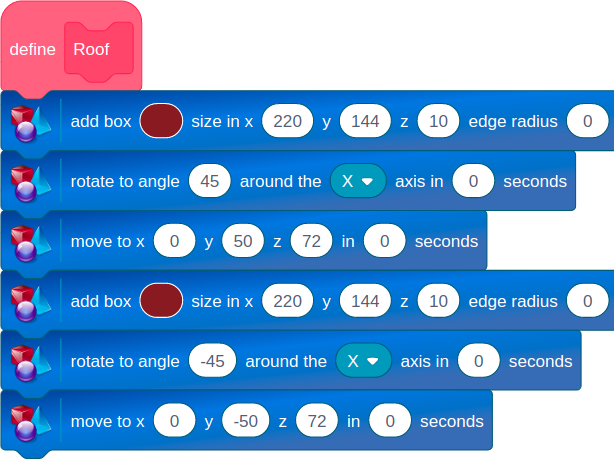 define Roof
add box size in x 220 y 144 z 10 edge radius 0
rotate to angle 45 around the X axis in 0 seconds
move to x 0 y 50 z 72 in 0 seconds
add box size in x 220 y 144 z 10 edge radius 0
rotate to angle -45 around the X axis in 0 seconds
move to x 0 y -50 z 72 in 0 seconds